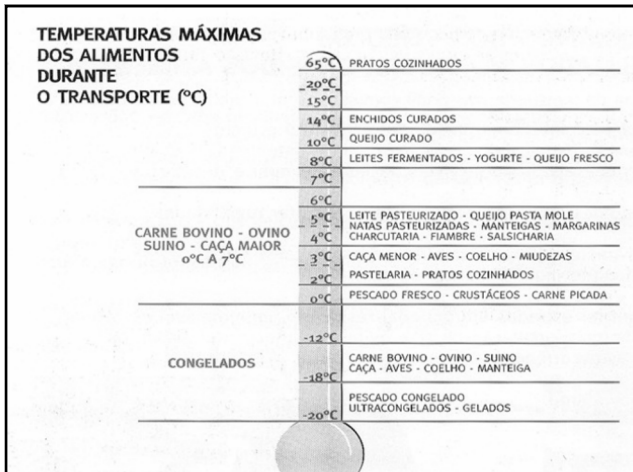 TEMPERATURAS MÁXIMAS
DOS ALIMENTOS
DURANTE
O TRANSPORTE (ºC)
65ºC PRATOS COZINHADOS
20ºC
15ºC
14ºC ENCHIDOS CURADOS
10ºC QUEIJO CURADO
8ºC LEITES FERMENTADOS - YOGURTE - QUEIJO FRESCO
7ºC
6ºC
CARNE BOVINO - OVINO
SUINO - CAÇA MAIOR
0ºC A 7ºC
5ºC LEITE PASTEURIZADO - QUEIJO PASTA MOLE
NATAS PASTEURIZADAS - MANTEIGAS - MARGARINAS
4ºC CHARCUTARIA - FIAMBRE - SALSICHARIA
3ºC CAÇA MENOR - AVES - COELHO - MIUDEZAS
2ºC PASTELARIA - PRATOS COZINHADOS
0ºC PESCADO FRESCO - CRUSTÁCEOS - CARNE PICADA
-12ºC
CONGELADOS
CARNE BOVINO - OVINO - SUINO
CAÇA - AVES - COELHO - MANTEIGA
-18ºC
PESCADO CONGELADO
ULTRACONGELADOS - GELADOS
-20ºC